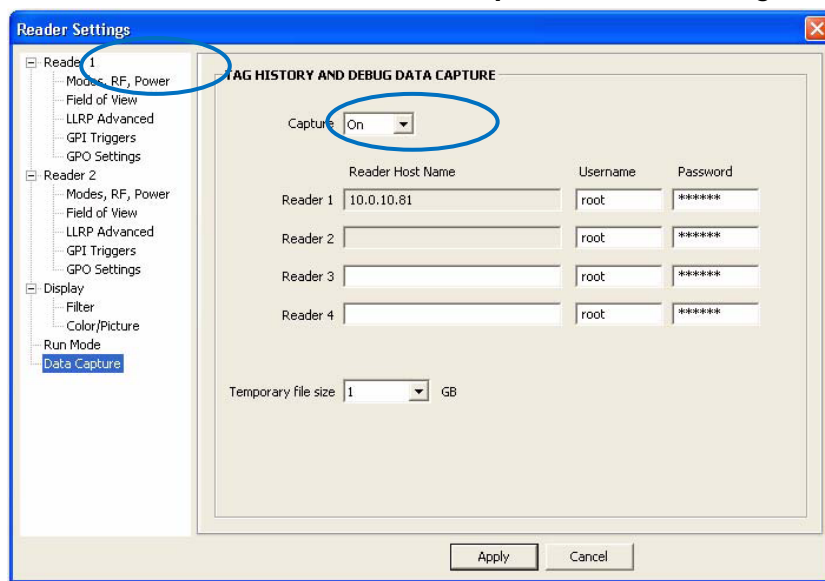 Reader Settings
Reader 1
Modes, RF, Power
Field of View
LLRP Advanced
GPI Triggers
GPO Settings
Reader 2
Modes, RF, Power
Field of View
LLRP Advanced
GPI Triggers
GPO Settings
Display
Filter
Color/Picture
Run Mode
Data Capture
TAG HISTORY AND DEBUG DATA CAPTURE
Capture On
Reader Host Name Username Password
Reader 1 10.0.10.81 root ******
Reader 2 root ******
Reader 3 root ******
Reader 4 root ******
Temporary file size 1 GB
Apply Cancel